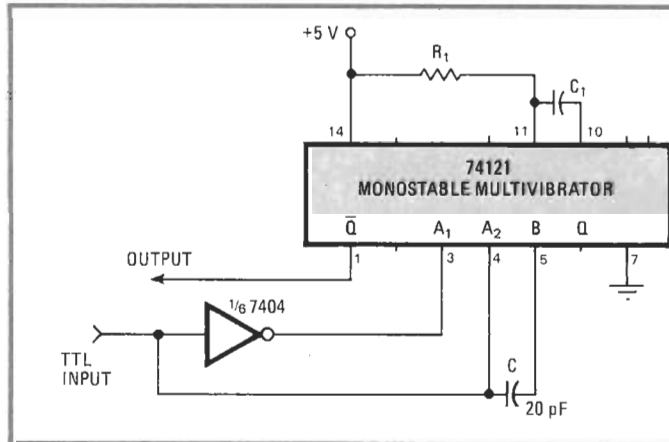 +5 V
R₁
C₁
14
11
10
74121
MONOSTABLE MULTIVIBRATOR
Q̅
A₁
A₂
B
Q
OUTPUT
1
3
4
5
7
1/6 7404
TTL
INPUT
C
20 pF